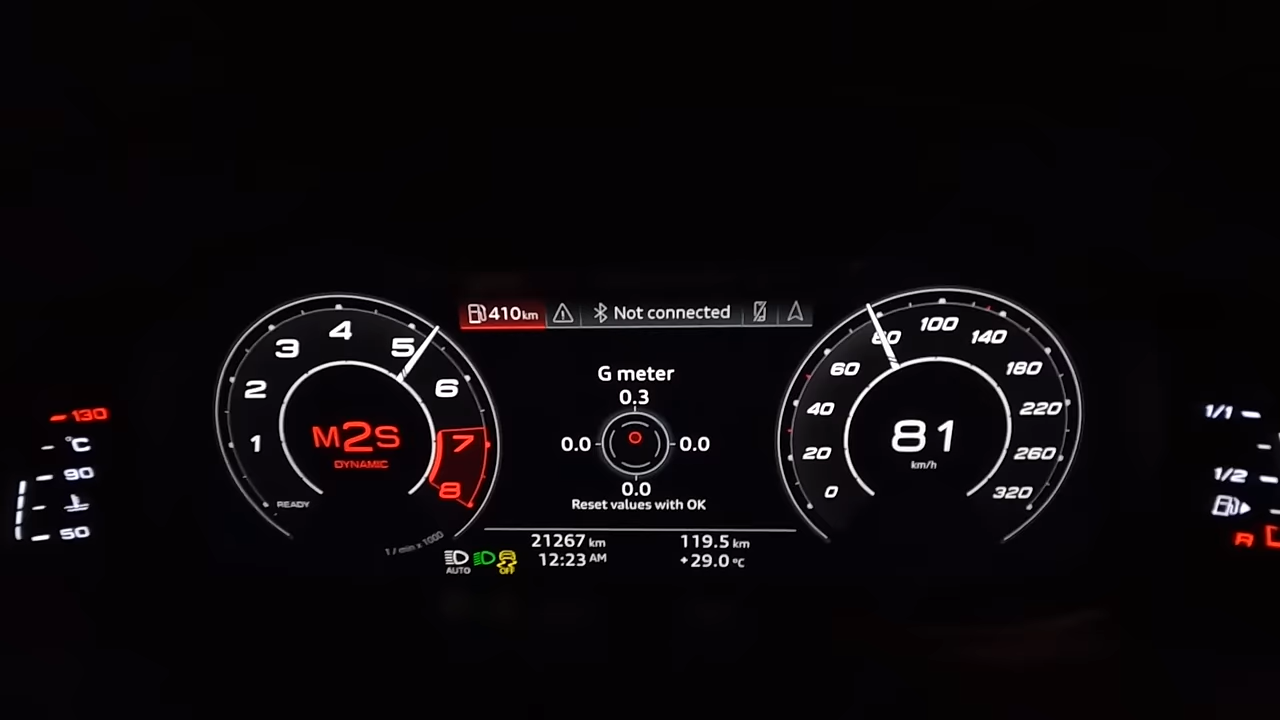 410km
Not connected
4
3
5
2
6
1
7
8
M2S
DYNAMIC
READY
1 / min x 1000
G meter
0.3
0.0
0.0
0.0
Reset values with OK
100
80
140
60
180
40
220
20
260
0
320
81
km/h
21267 km
119.5 km
12:23 AM
+29.0 °C
AUTO
OFF
130
°C
90
50
1/1
1/2
R